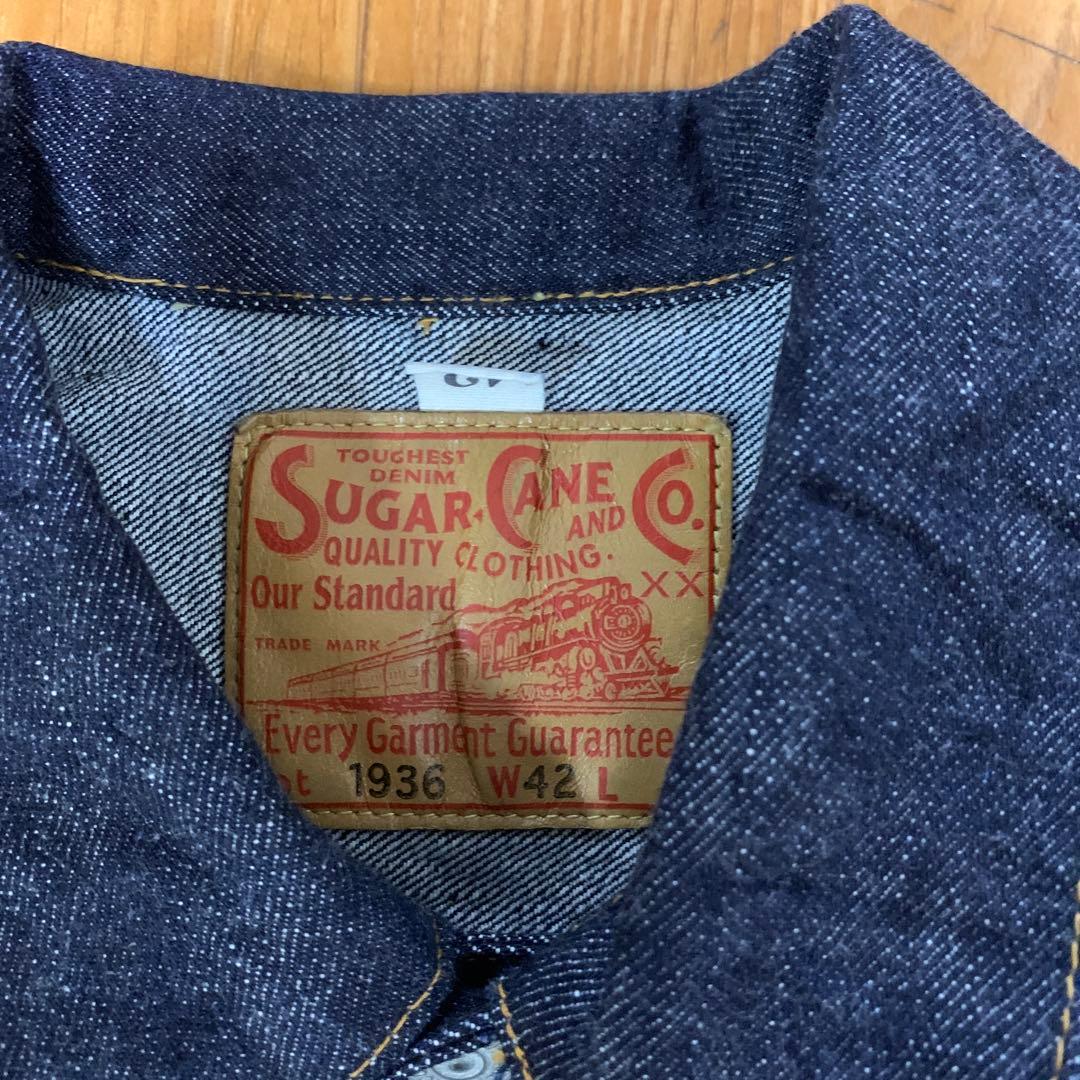 TOUGHEST
DENIM
SUGAR CANE AND CO.
QUALITY CLOTHING.
Our Standard XX
TRADE MARK
Every Garment Guarantee
1936 W42 L